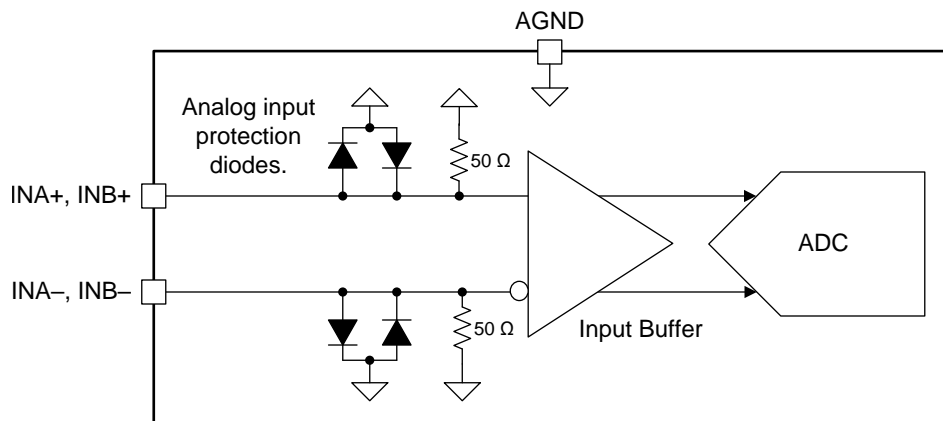 AGND
Analog input
protection
diodes.
50 Ω
INA+, INB+
ADC
INA–, INB–
50 Ω
Input Buffer